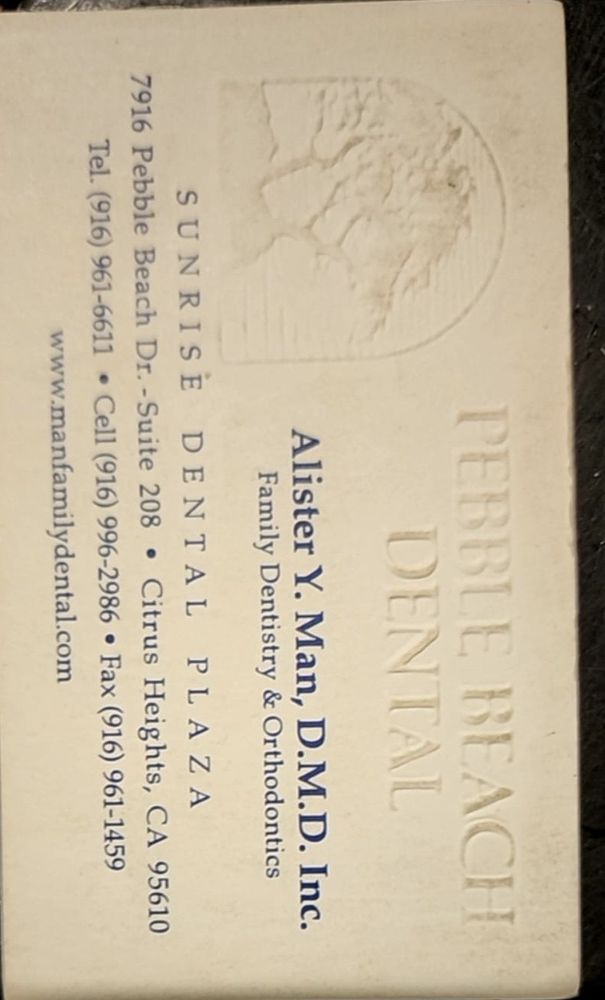 PEBBLE BEACH
DENTAL
Alister Y. Man, D.M.D. Inc.
Family Dentistry & Orthodontics
SUNRISE DENTAL PLAZA
7916 Pebble Beach Dr.-Suite 208 • Citrus Heights, CA 95610
Tel. (916) 961-6611 • Cell (916) 996-2986 • Fax (916) 961-1459
www.manfamilydental.com